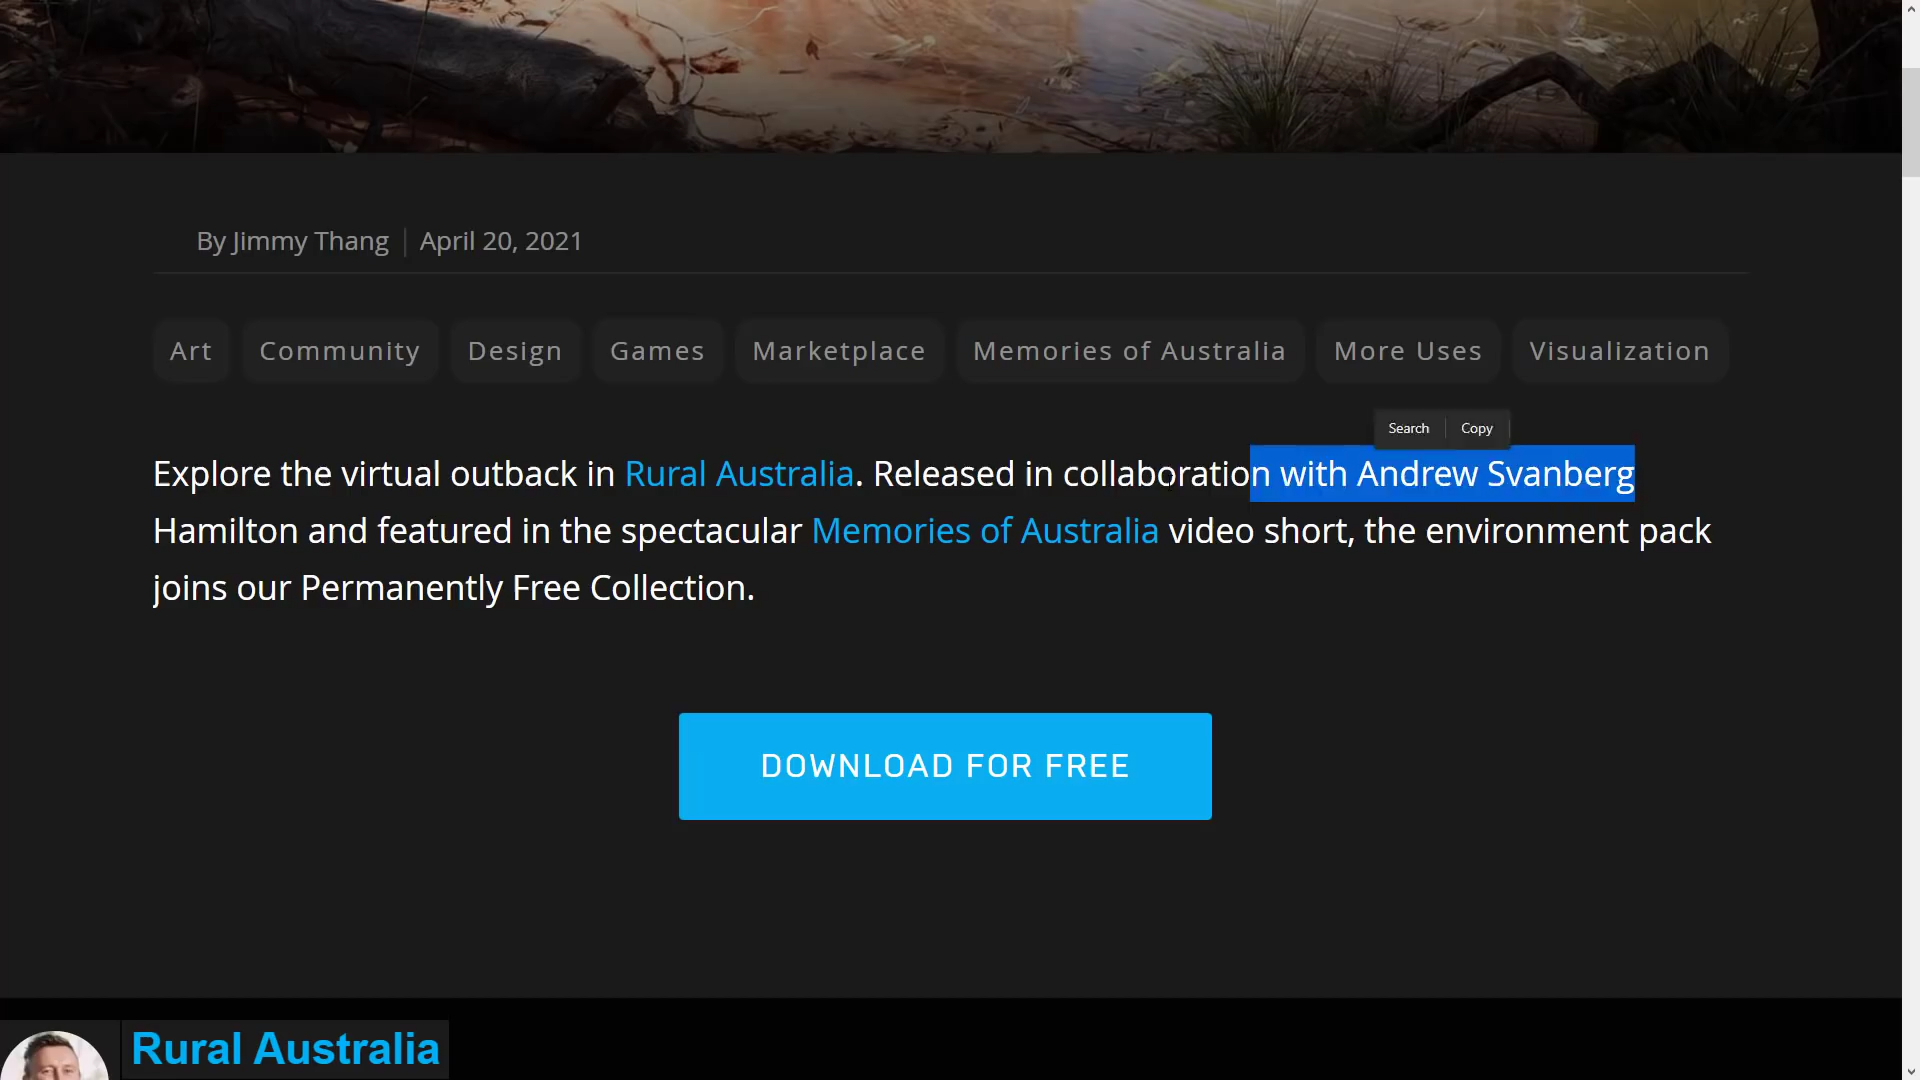 By Jimmy Thang | April 20, 2021
Art Community Design Games Marketplace Memories of Australia More Uses Visualization
Search Copy
Explore the virtual outback in Rural Australia. Released in collaboration with Andrew Svanberg
Hamilton and featured in the spectacular Memories of Australia video short, the environment pack
joins our Permanently Free Collection.
DOWNLOAD FOR FREE
Rural Australia